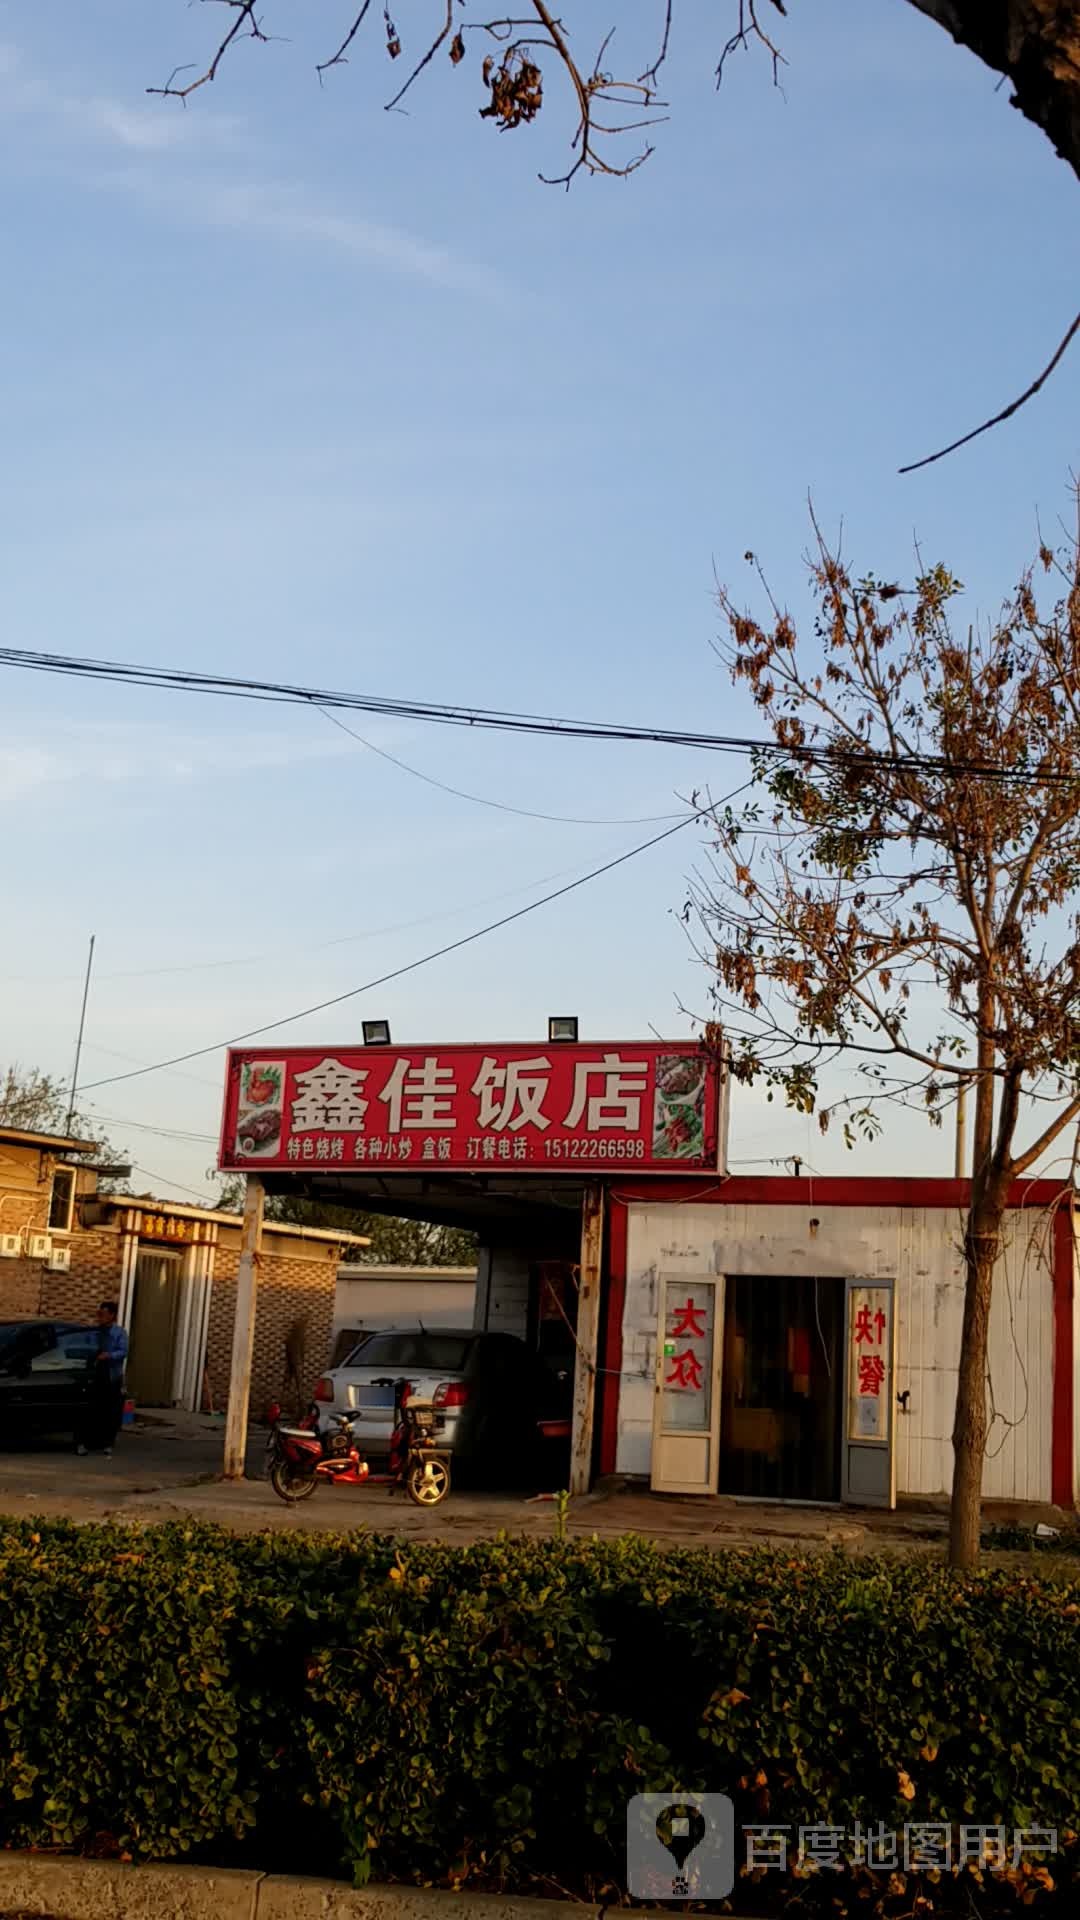 鑫佳饭店
特色烧烤 各种小炒 盒饭 订餐电话：15122266598
大众
快餐
百度地图用户